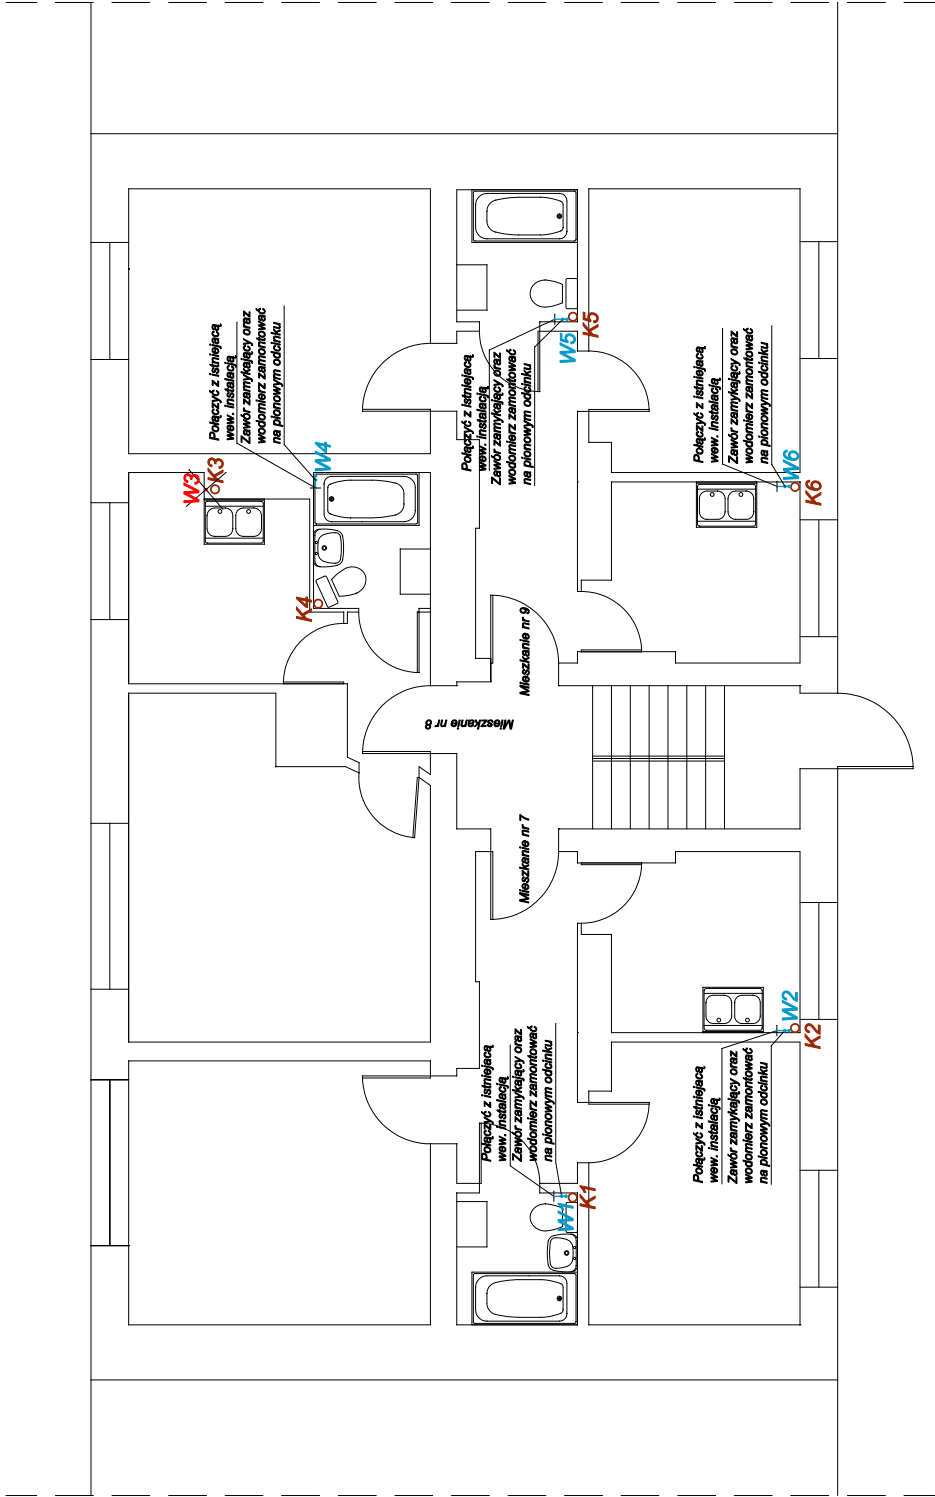 Połączyć z istniejącą
wew. instalacją
Zawór zamykający oraz
wodomierz zamontować
na pionowym odcinku
W4
W3
K3
K4
Połączyć z istniejącą
wew. instalacją
Zawór zamykający oraz
wodomierz zamontować
na pionowym odcinku
W5
K5
Połączyć z istniejącą
wew. instalacją
Zawór zamykający oraz
wodomierz zamontować
na pionowym odcinku
W6
K6
Mieszkanie nr 9
Mieszkanie nr 8
Mieszkanie nr 7
Połączyć z istniejącą
wew. instalacją
Zawór zamykający oraz
wodomierz zamontować
na pionowym odcinku
W1
K1
Połączyć z istniejącą
wew. instalacją
Zawór zamykający oraz
wodomierz zamontować
na pionowym odcinku
W2
K2